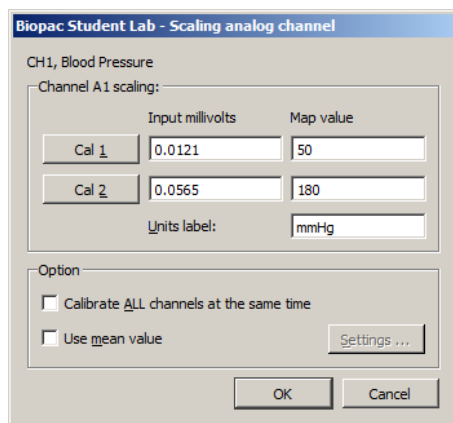 Biopac Student Lab - Scaling analog channel
CH1, Blood Pressure
Channel A1 scaling:
Input millivolts Map value
Cal 1 0.0121 50
Cal 2 0.0565 180
Units label: mmHg
Option
Calibrate ALL channels at the same time
Use mean value Settings ...
OK Cancel